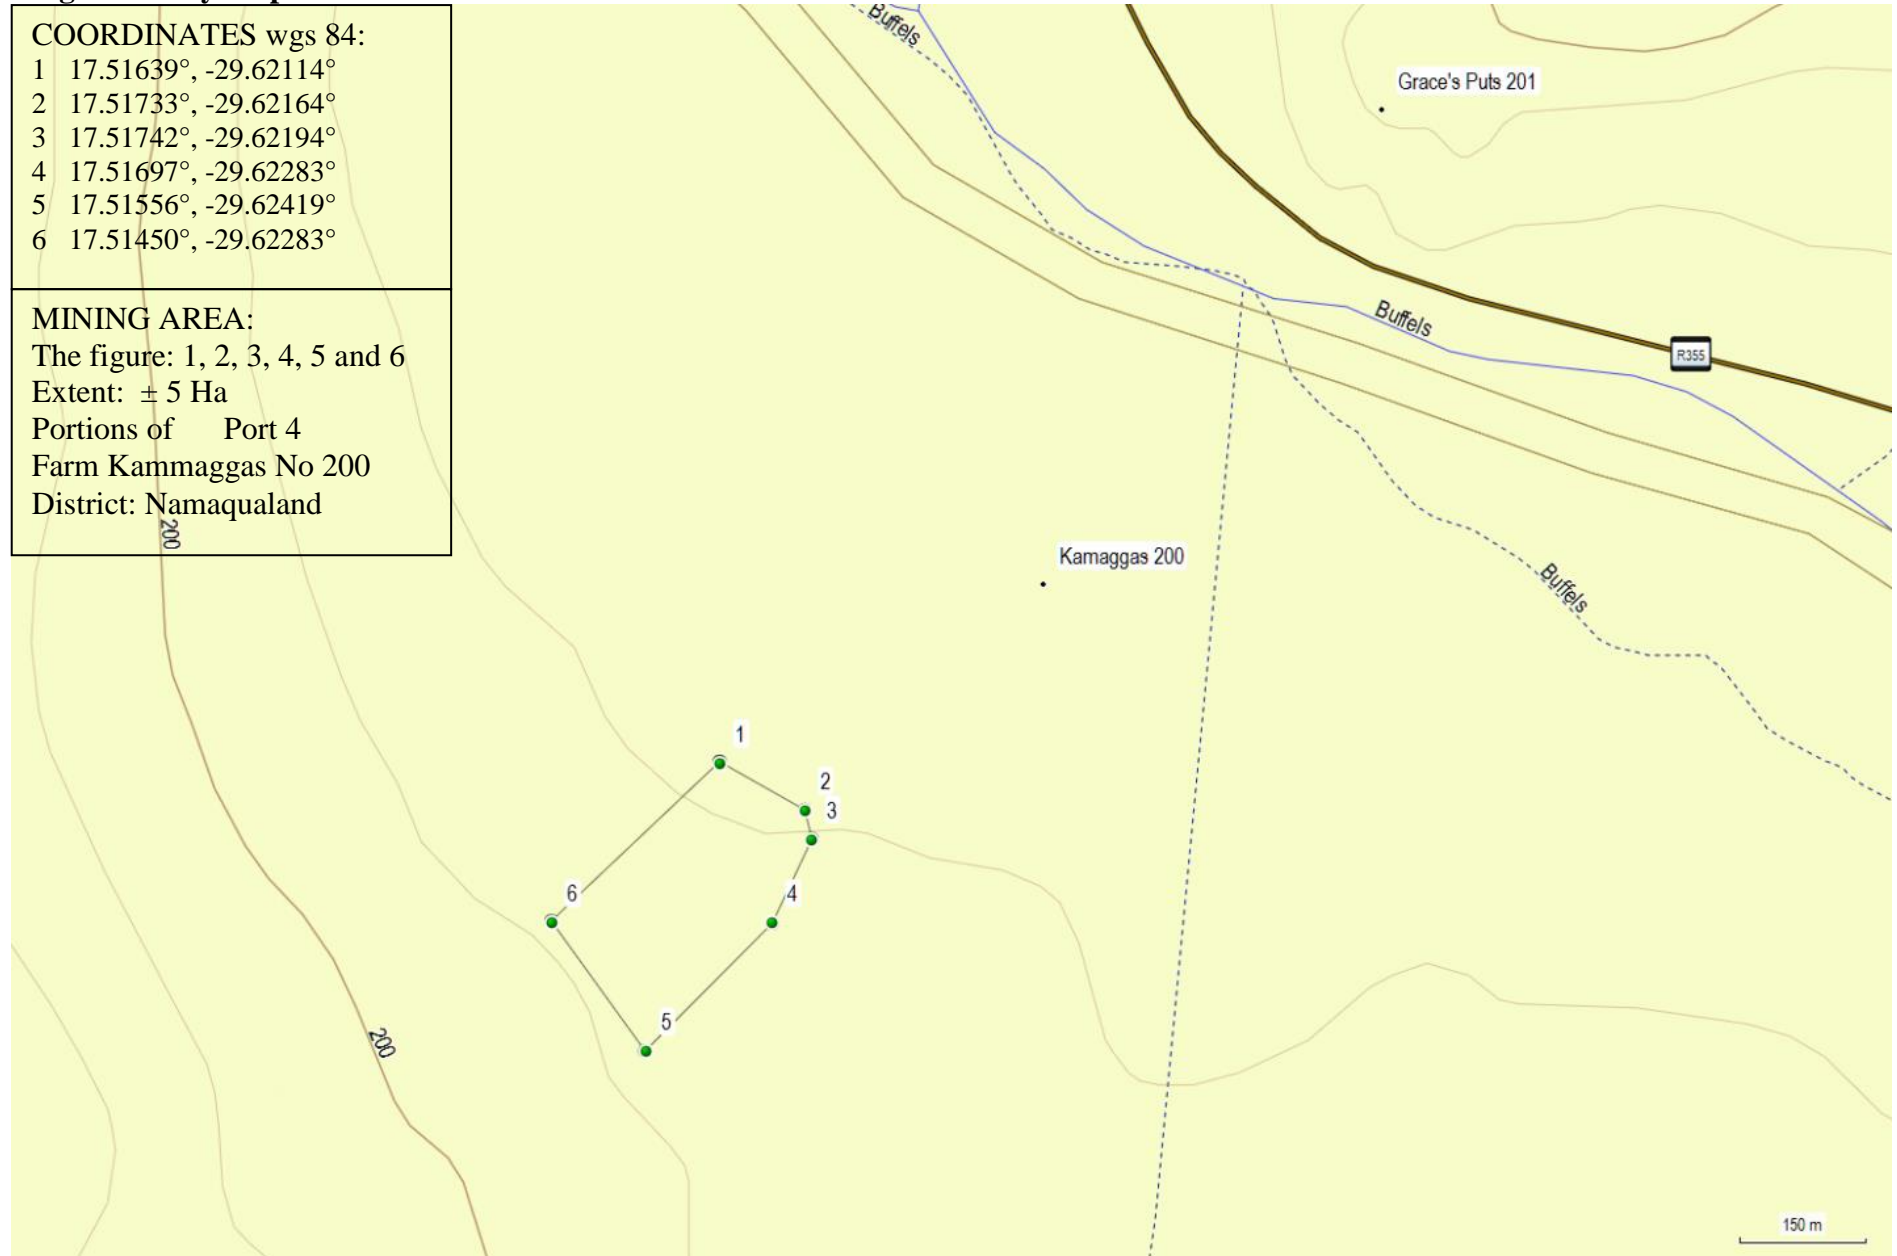 COORDINATES wgs 84:
1 17.51639°, -29.62114°
2 17.51733°, -29.62164°
3 17.51742°, -29.62194°
4 17.51697°, -29.62283°
5 17.51556°, -29.62419°
6 17.51450°, -29.62283°
MINING AREA:
The figure: 1, 2, 3, 4, 5 and 6
Extent: ± 5 Ha
Portions of Port 4
Farm Kammaggas No 200
District: Namaqualand
Buffels
Grace's Puts 201
Buffels
R355
200
Kamaggas 200
Buffels
1
2
3
4
6
5
200
150 m